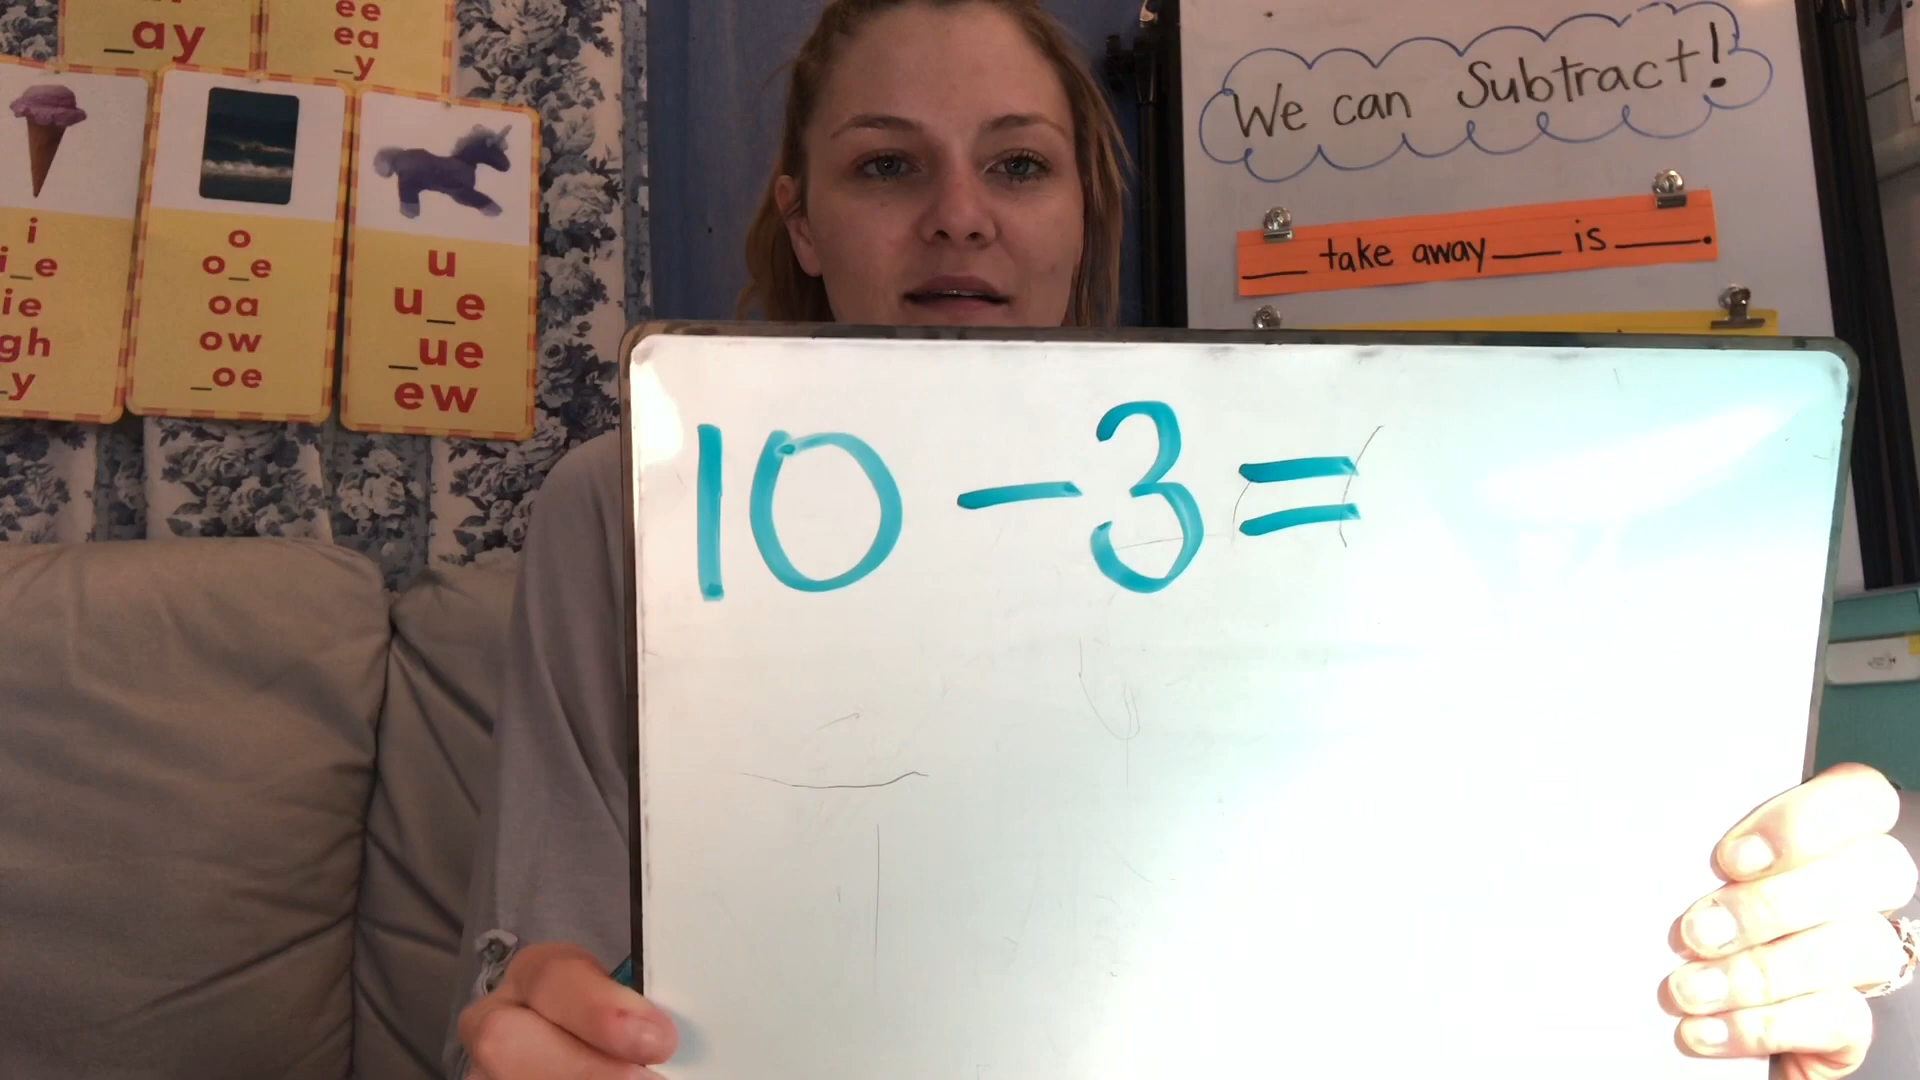 _ay
ee
ea
_y
i
i_e
ie
gh
_y
o
o_e
oa
ow
_oe
u
u_e
_ue
ew
We can Subtract!
___ take away ___ is ____.
10-3=